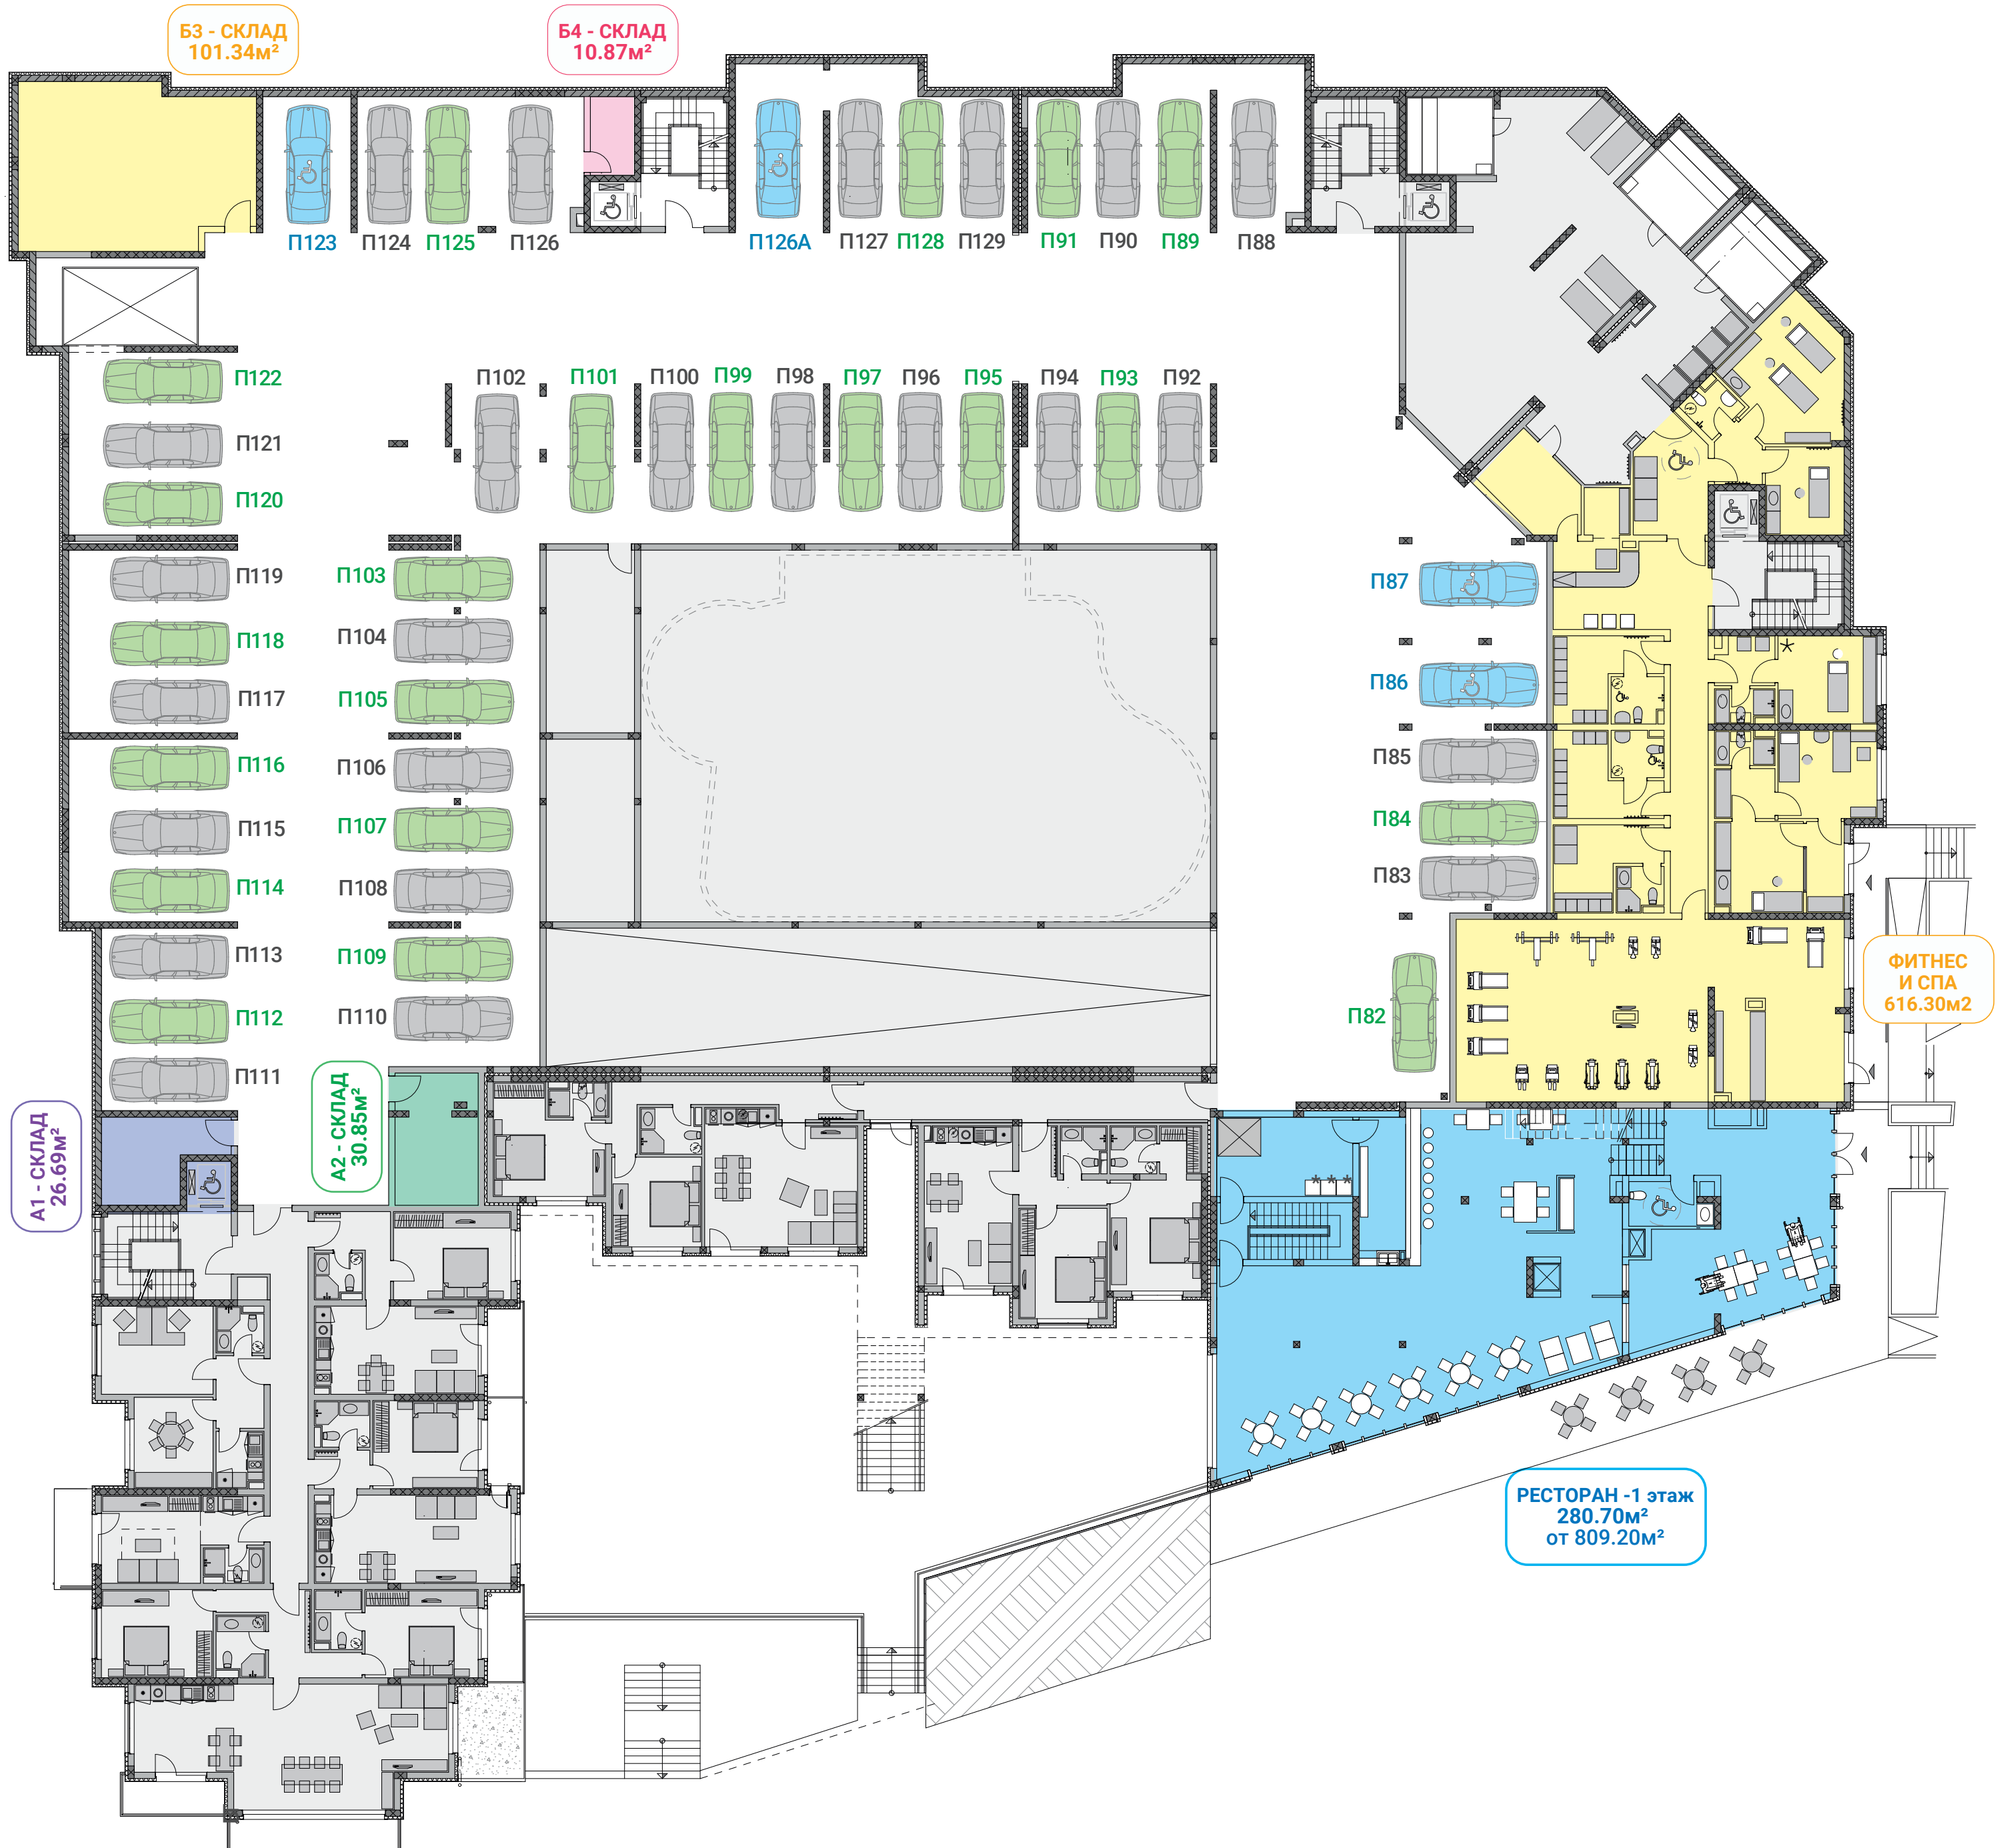 Б3 - СКЛАД
101.34м²
Б4 - СКЛАД
10.87м²
П123
П124
П125
П126
П126А
П127
П128
П129
П91
П90
П89
П88
П122
П121
П120
П102
П101
П100
П99
П98
П97
П96
П95
П94
П93
П92
П119
П103
П118
П104
П117
П105
П116
П106
П115
П107
П114
П108
П113
П109
П112
П110
П111
П87
П86
П85
П84
П83
П82
ФИТНЕС
И СПА
616.30м2
А1 - СКЛАД
26.69м²
А2 - СКЛАД
30.85м²
РЕСТОРАН -1 этаж
280.70м²
от 809.20м²